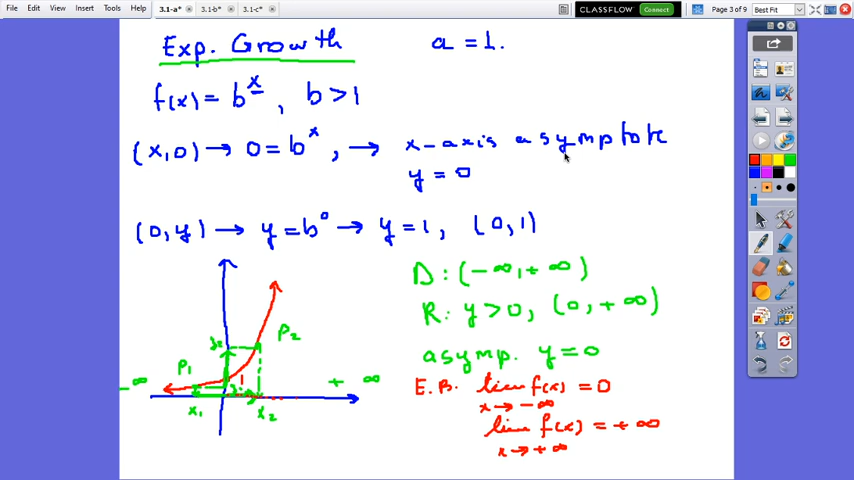 File Edit View Insert Tools Help 3.1-a* 3.1-b* 3.1-c* CLASSFLOW Connect Page 3 of 9 Best Fit
Exp. Growth a = 1.
f(x) = b^x , b > 1
(x,0) → 0 = b^x , → x-axis asymptote
y = 0
(0,y) → y = b^0 → y = 1, (0,1)
D: (-∞,+∞)
R: y > 0, (0,+∞)
asymp. y = 0
E.B. lim f(x) = 0
x → -∞
lim f(x) = +∞
x → +∞
y2 P2
P1
-∞ 1 +∞
x1 x2